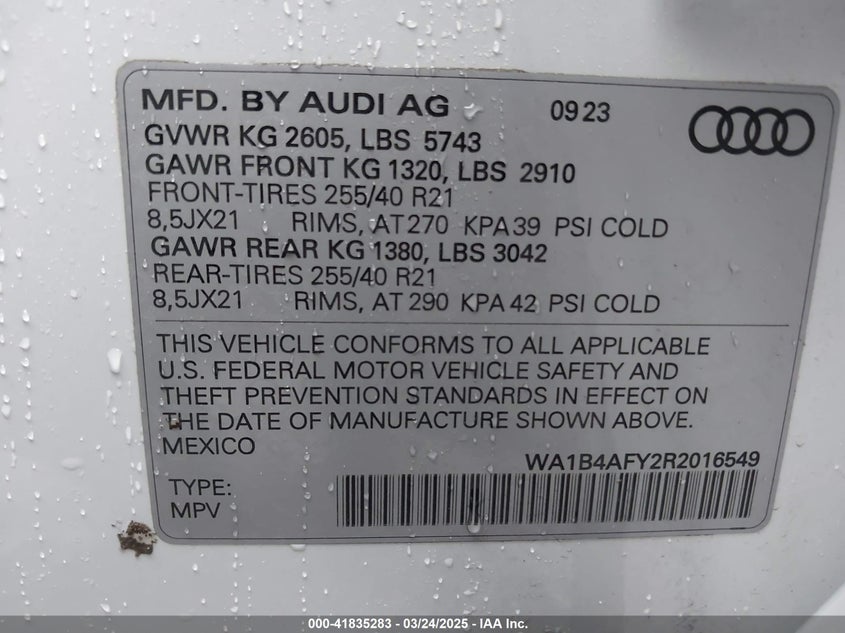 MFD. BY AUDI AG 09 23
GVWR KG 2605, LBS 5743
GAWR FRONT KG 1320, LBS 2910
FRONT-TIRES 255/40 R21
8,5JX21 RIMS, AT 270 KPA 39 PSI COLD
GAWR REAR KG 1380, LBS 3042
REAR-TIRES 255/40 R21
8,5JX21 RIMS, AT 290 KPA 42 PSI COLD
THIS VEHICLE CONFORMS TO ALL APPLICABLE
U.S. FEDERAL MOTOR VEHICLE SAFETY AND
THEFT PREVENTION STANDARDS IN EFFECT ON
THE DATE OF MANUFACTURE SHOWN ABOVE.
MEXICO
WA1B4AFY2R2016549
TYPE:
MPV
000-41835283 - 03/24/2025 - IAA Inc.